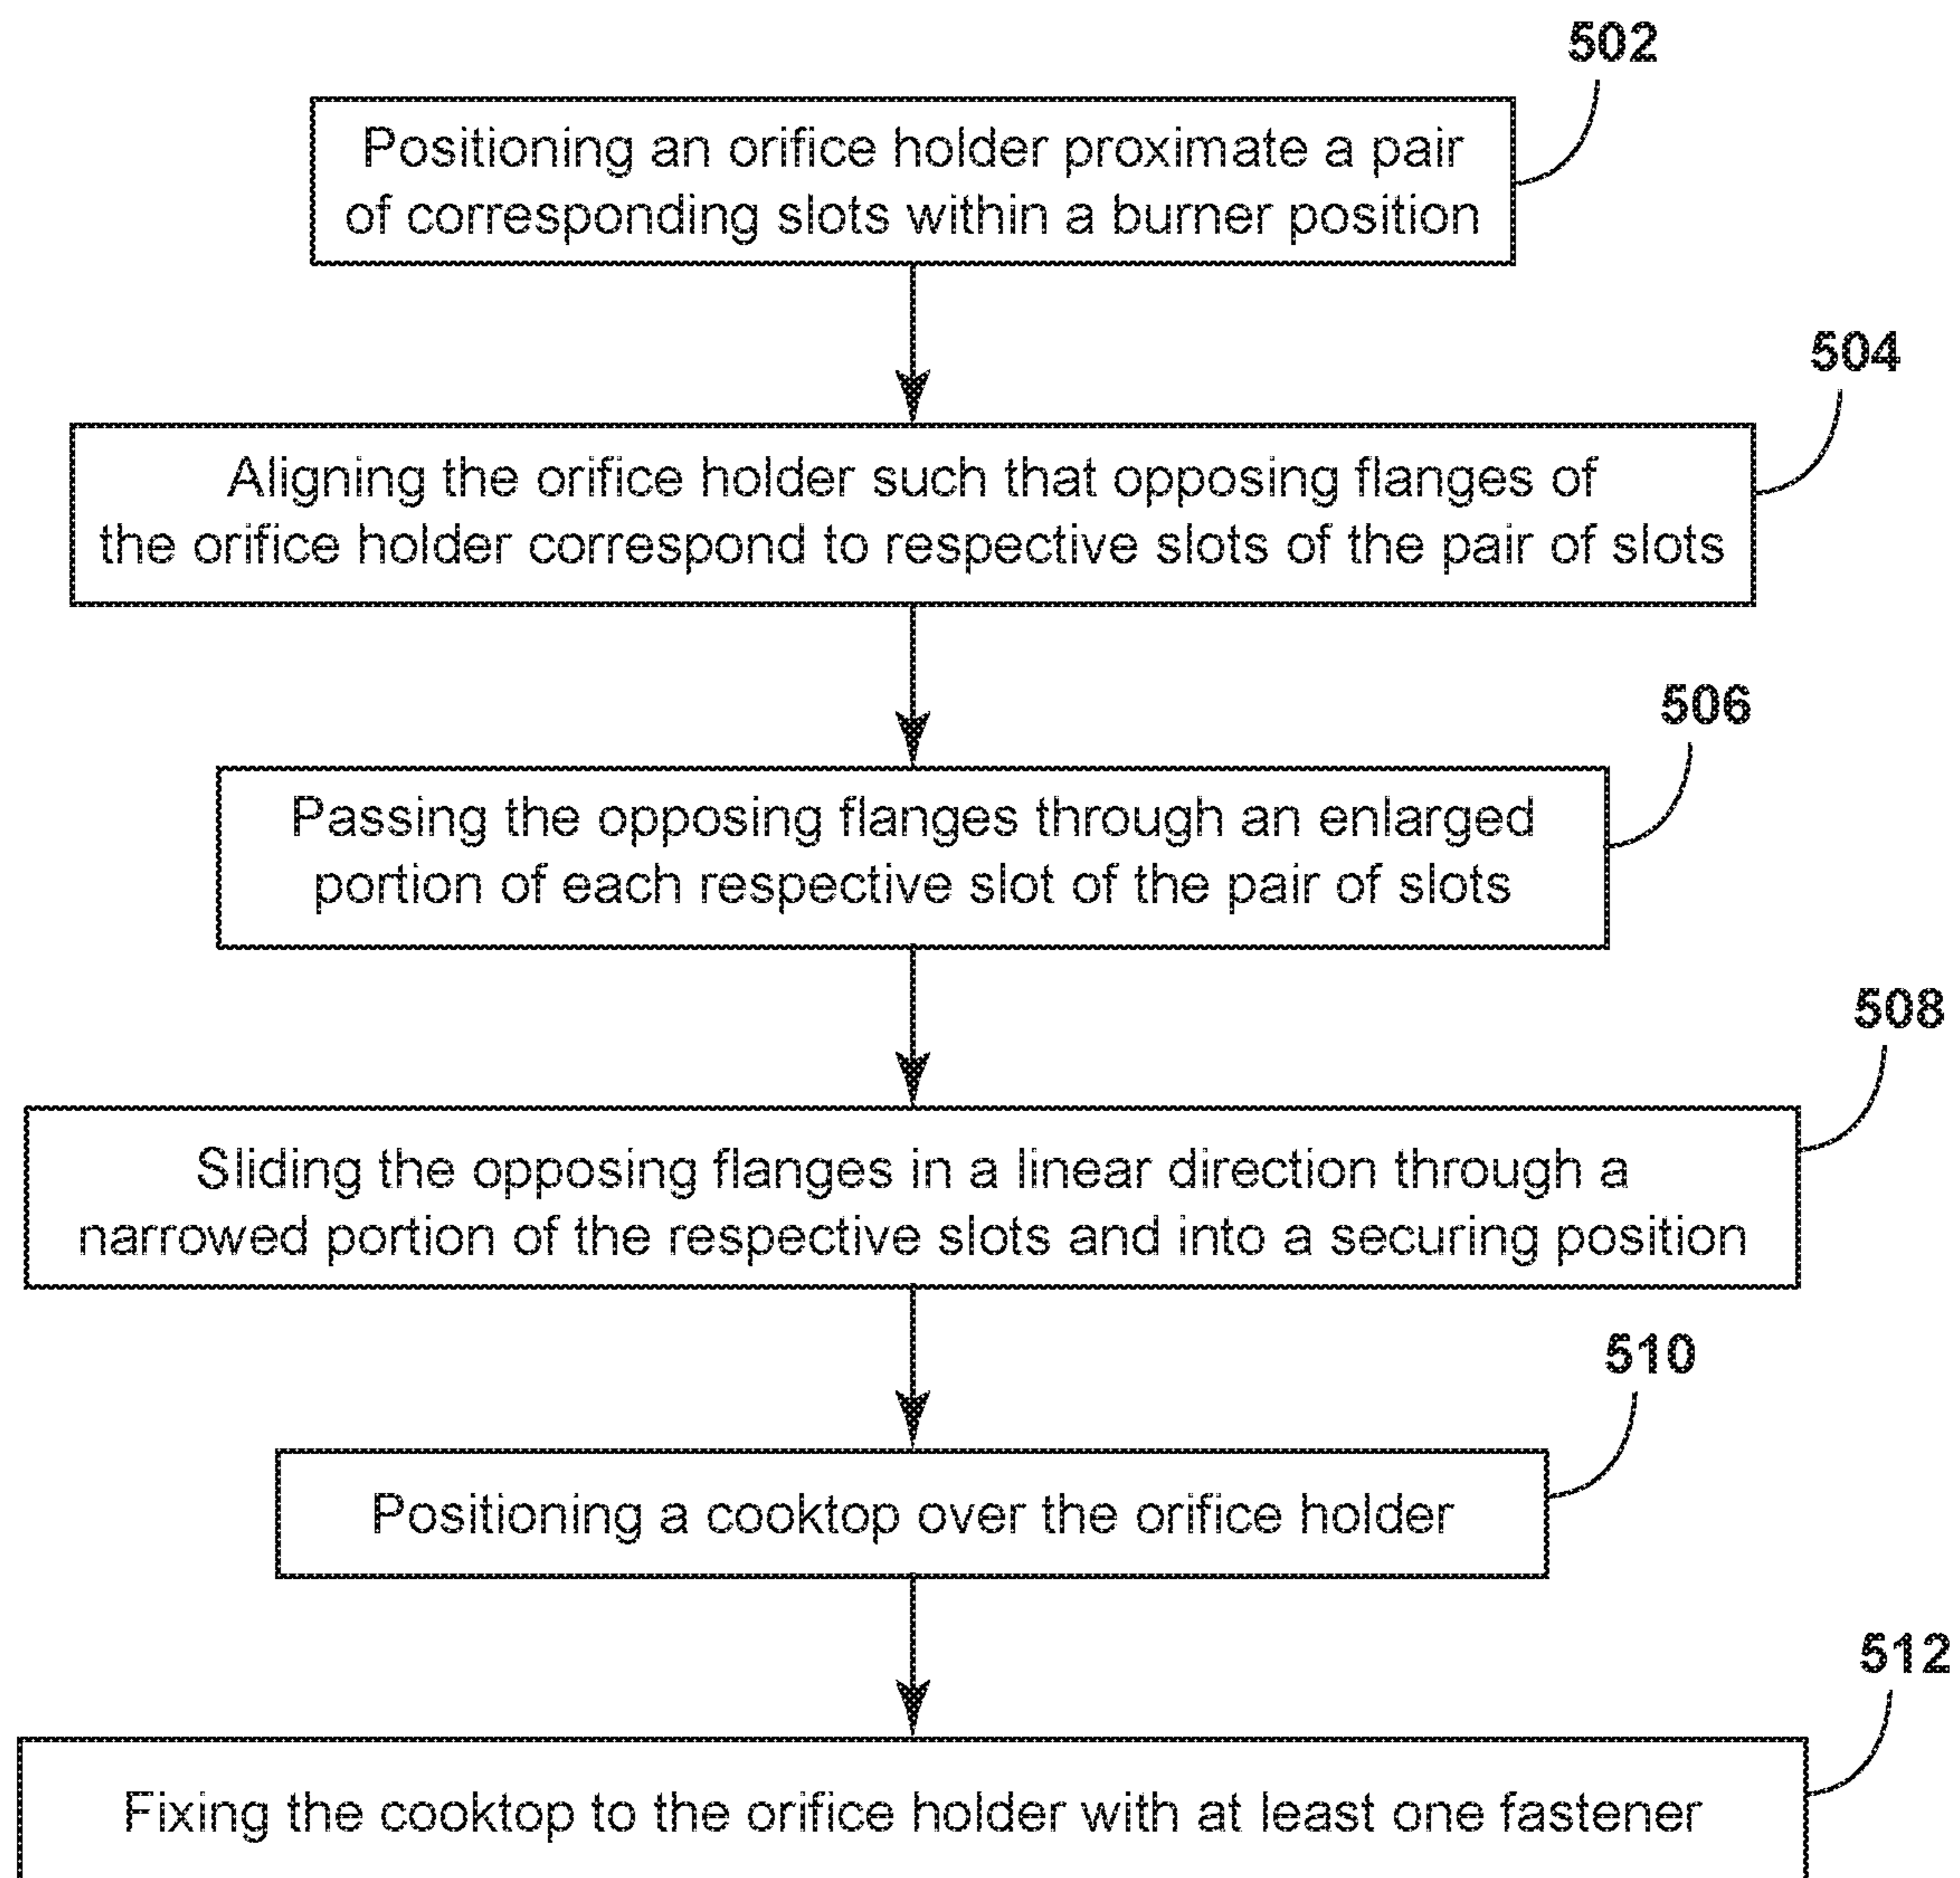 502
Positioning an orifice holder proximate a pair
of corresponding slots within a burner position
504
Aligning the orifice holder such that opposing flanges of
the orifice holder correspond to respective slots of the pair of slots
506
Passing the opposing flanges through an enlarged
portion of each respective slot of the pair of slots
508
Sliding the opposing flanges in a linear direction through a
narrowed portion of the respective slots and into a securing position
510
Positioning a cooktop over the orifice holder
512
Fixing the cooktop to the orifice holder with at least one fastener